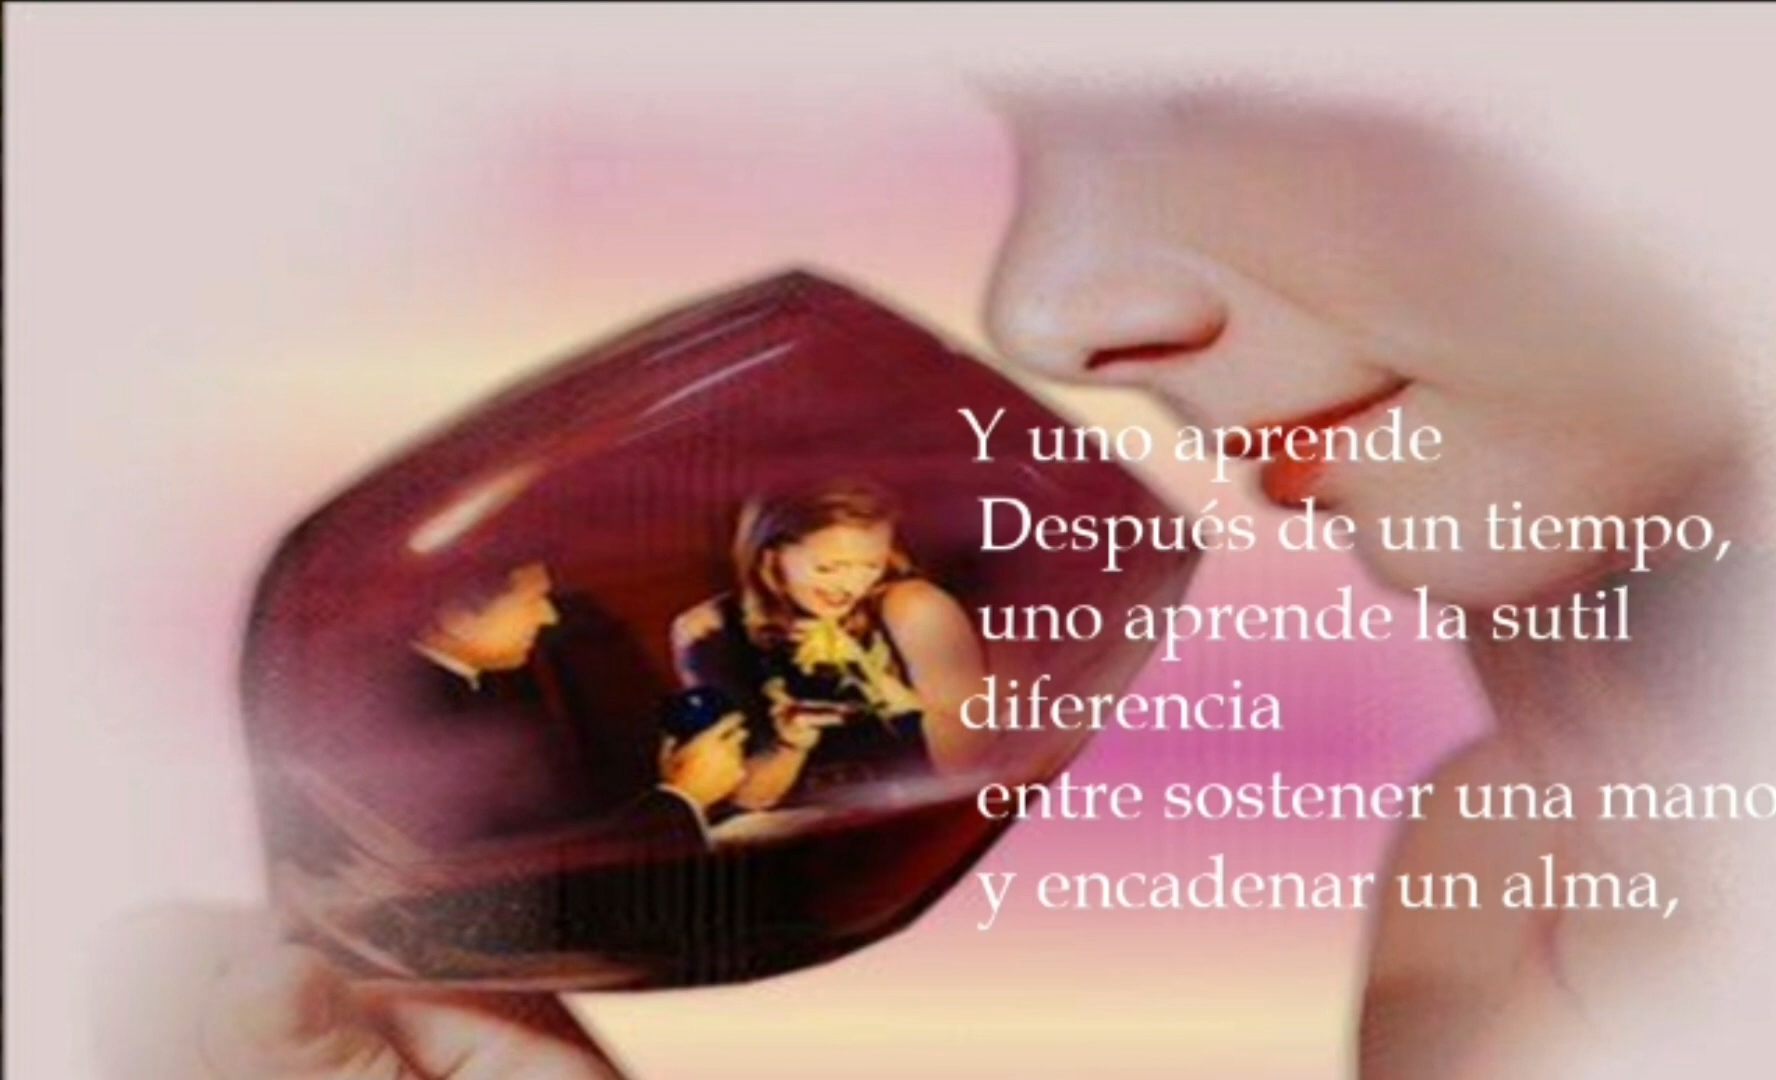 Y uno aprende
Después de un tiempo,
uno aprende la sutil
diferencia
entre sostener una mano
y encadenar un alma,